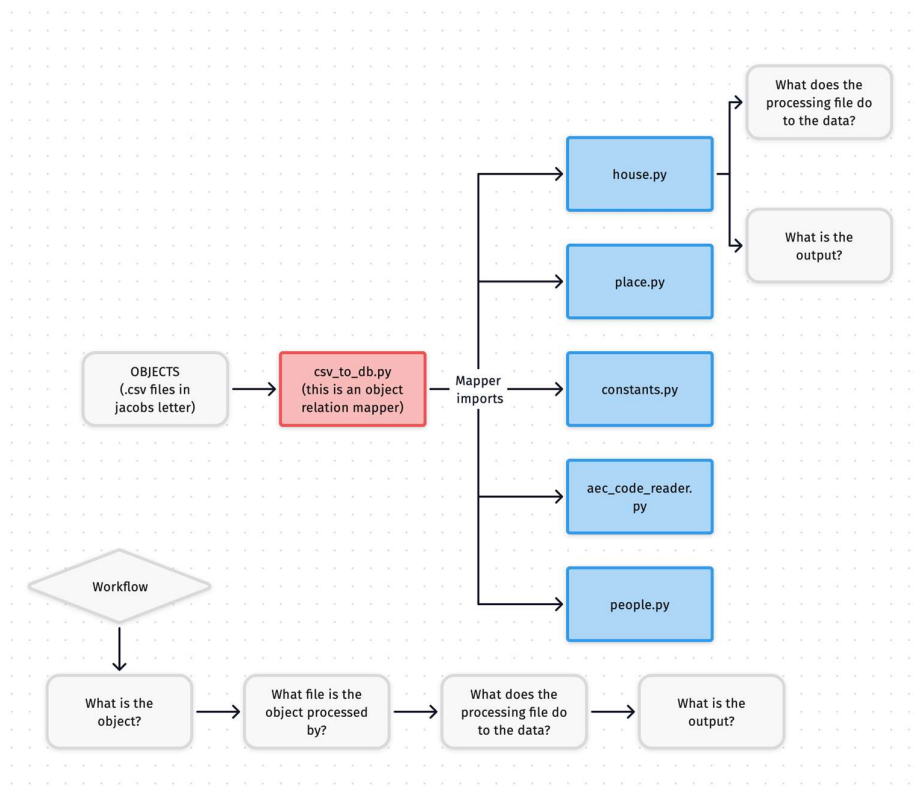 What does the
processing file do
to the data?
house.py
What is the
output?
place.py
OBJECTS
(.csv files in
jacobs letter)
csv_to_db.py
(this is an object
relation mapper)
Mapper
imports
constants.py
aec_code_reader.
py
people.py
Workflow
What is the
object?
What file is the
object processed
by?
What does the
processing file do
to the data?
What is the
output?